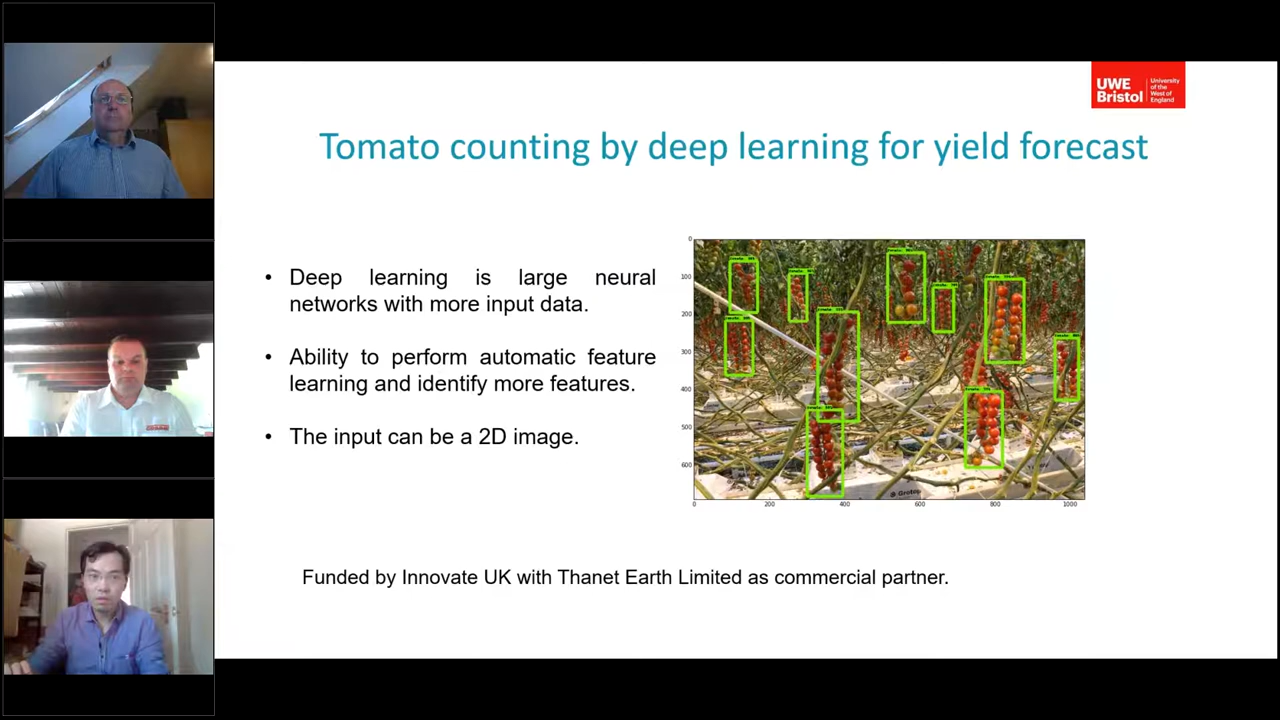 UWE
Bristol
University
of the
West of
England
Tomato counting by deep learning for yield forecast
• Deep learning is large neural
networks with more input data.
• Ability to perform automatic feature
learning and identify more features.
• The input can be a 2D image.
0
100
200
300
400
500
600
0 200 400 600 800 1000
Funded by Innovate UK with Thanet Earth Limited as commercial partner.